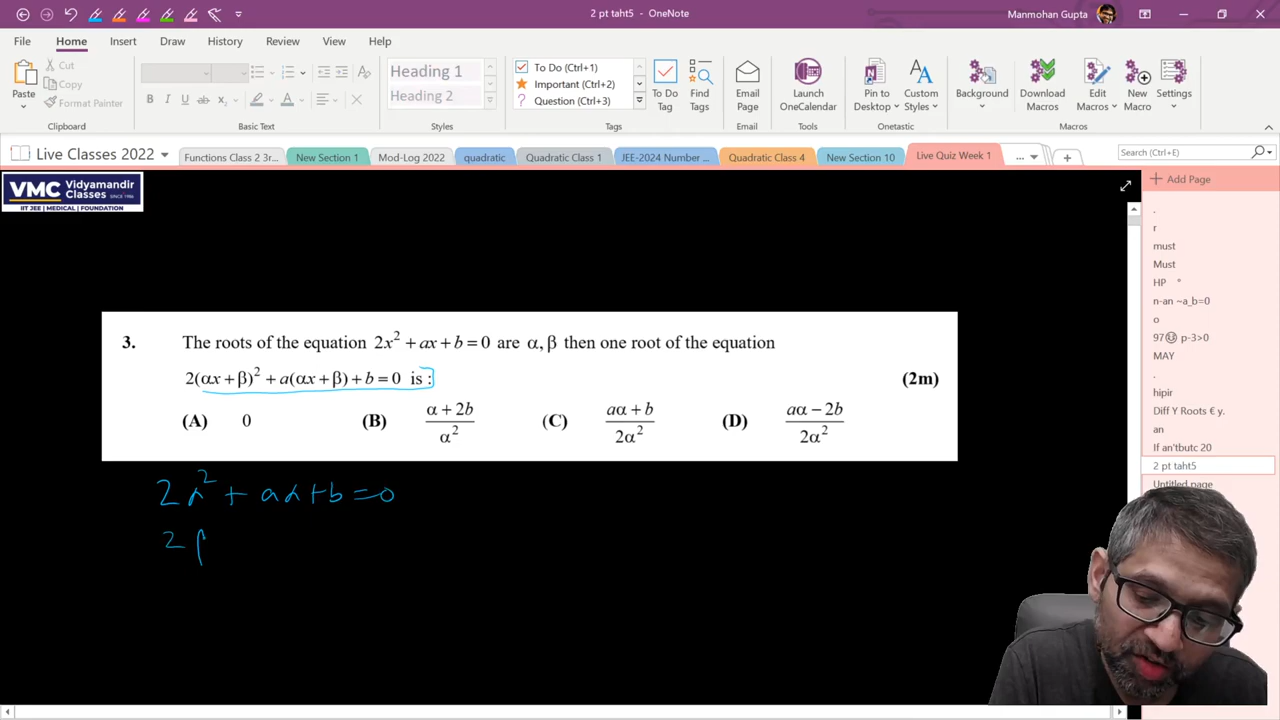 2 pt taht5 - OneNote
Manmohan Gupta
File Home Insert Draw History Review View Help
Paste
Cut
Copy
Format Painter
Clipboard
B I U ab x₂ A
Basic Text
Heading 1
Heading 2
Styles
To Do (Ctrl+1)
Important (Ctrl+2)
Question (Ctrl+3)
To Do Tag
Find Tags
Tags
Email Page
Email
Launch OneCalendar
Tools
Pin to Desktop
Custom Styles
Onetastic
Background
Download Macros
Edit Macros
New Macro
Settings
Macros
Live Classes 2022
Functions Class 2 3r...
New Section 1
Mod-Log 2022
quadratic
Quadratic Class 1
JEE-2024 Number ...
Quadratic Class 4
New Section 10
Live Quiz Week 1
...
Search (Ctrl+E)
VMC Vidyamandir Classes SINCE 1986
IIT JEE | MEDICAL | FOUNDATION
Add Page
.
r
must
Must
HP *
n-an ~a_b=0
o
97😢 p-3>0
MAY
.
hipir
Diff Y Roots € y.
an
If an'tbutc 20
2 pt taht5
Untitled page
3. The roots of the equation 2x² + ax + b = 0 are α, β then one root of the equation
2(αx + β)² + a(αx + β) + b = 0 is : (2m)
(A) 0 (B) (α + 2b)/α² (C) (aα + b)/2α² (D) (aα − 2b)/2α²
2α² + aα + b = 0
2